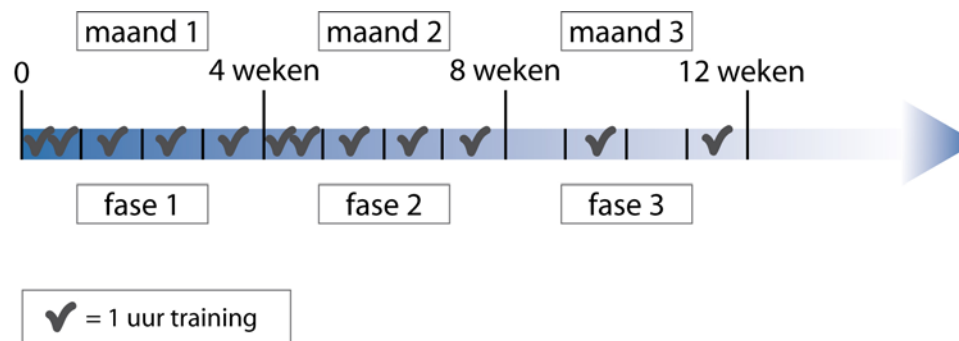 maand 1
maand 2
maand 3
0
4 weken
8 weken
12 weken
fase 1
fase 2
fase 3
= 1 uur training